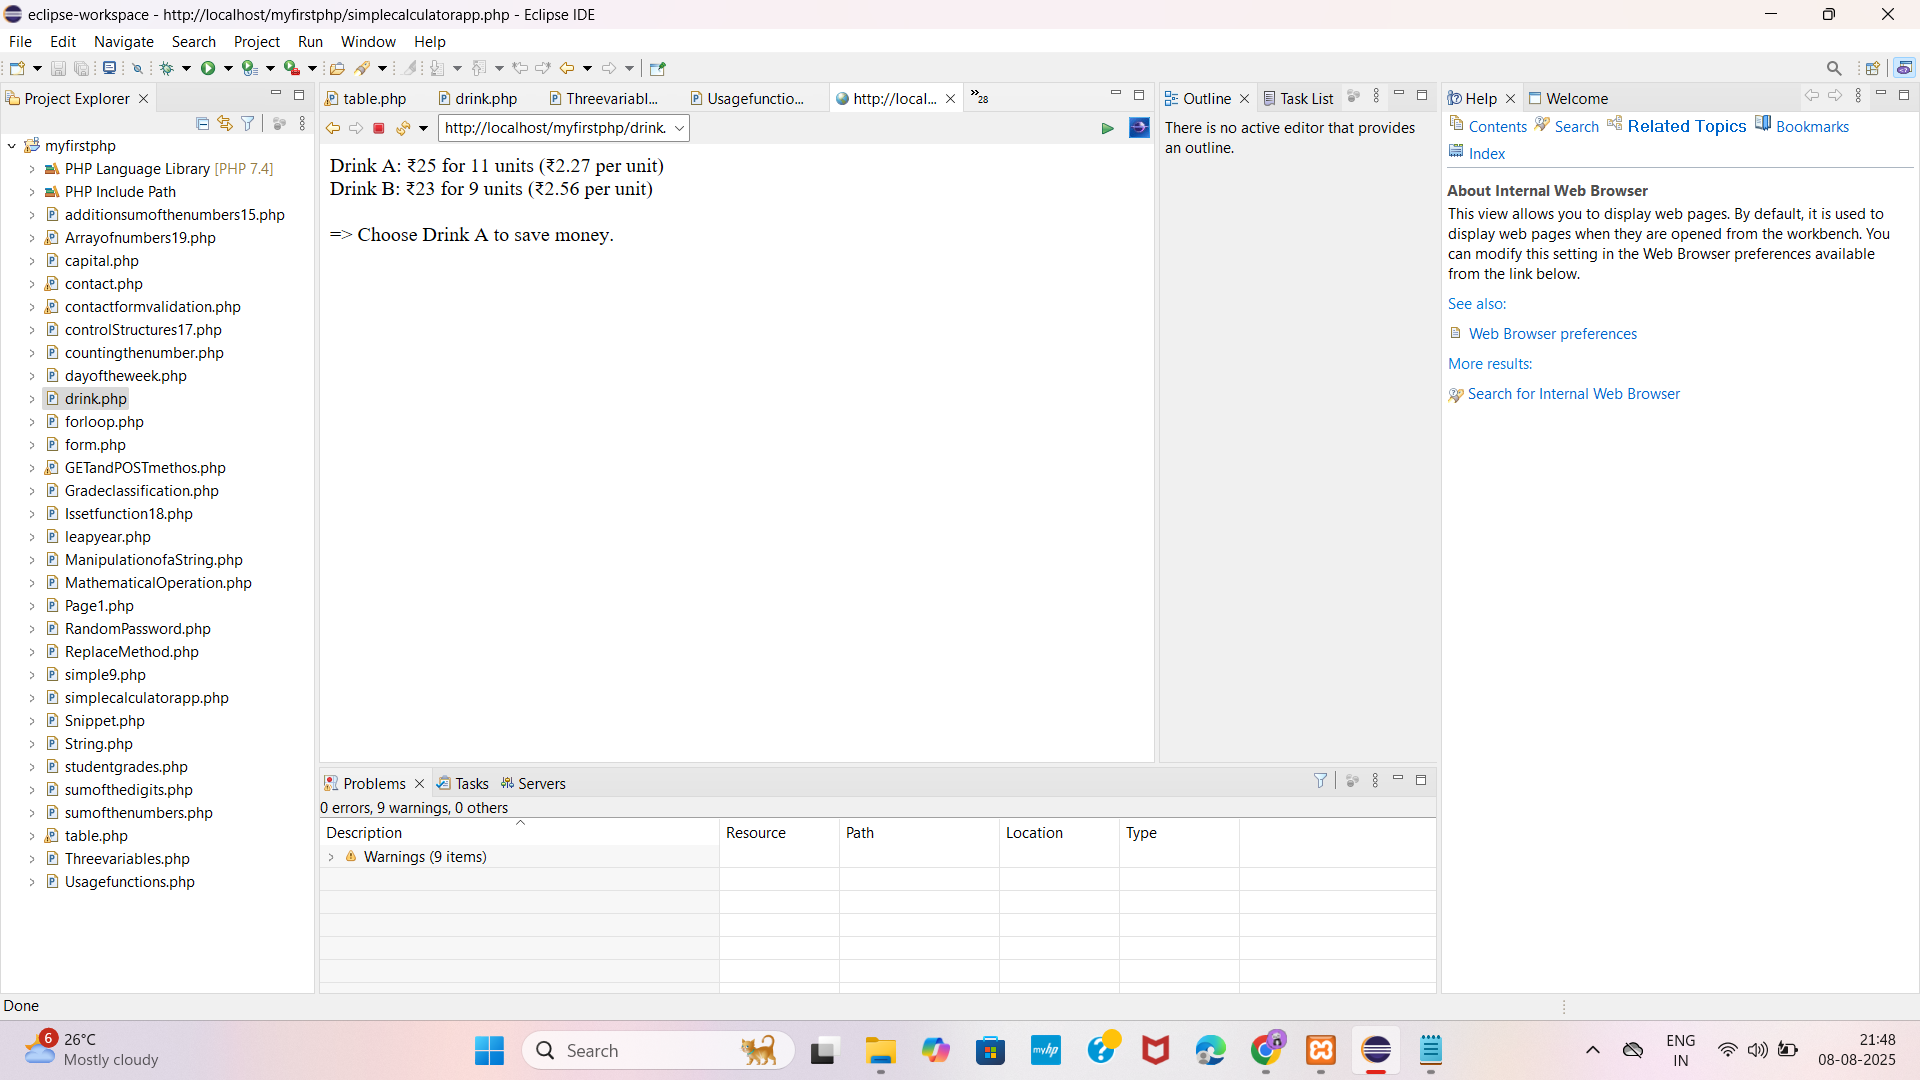 eclipse-workspace - http://localhost/myfirstphp/simplecalculatorapp.php - Eclipse IDE
File Edit Navigate Search Project Run Window Help
Project Explorer
myfirstphp
PHP Language Library [PHP 7.4]
PHP Include Path
additionsumofthenumbers15.php
Arrayofnumbers19.php
capital.php
contact.php
contactformvalidation.php
controlStructures17.php
countingthenumber.php
dayoftheweek.php
drink.php
forloop.php
form.php
GETandPOSTmethos.php
Gradeclassification.php
Issetfunction18.php
leapyear.php
ManipulationofaString.php
MathematicalOperation.php
Page1.php
RandomPassword.php
ReplaceMethod.php
simple9.php
simplecalculatorapp.php
Snippet.php
String.php
studentgrades.php
sumofthedigits.php
sumofthenumbers.php
table.php
Threevariables.php
Usagefunctions.php
table.php drink.php Threevariabl... Usagefunctio... http://local... 28
http://localhost/myfirstphp/drink.
Drink A: ₹25 for 11 units (₹2.27 per unit)
Drink B: ₹23 for 9 units (₹2.56 per unit)
=> Choose Drink A to save money.
Outline Task List
There is no active editor that provides
an outline.
Help Welcome
Contents Search Related Topics Bookmarks
Index
About Internal Web Browser
This view allows you to display web pages. By default, it is used to
display web pages when they are opened from the workbench. You
can modify this setting in the Web Browser preferences available
from the link below.
See also:
Web Browser preferences
More results:
Search for Internal Web Browser
Problems Tasks Servers
0 errors, 9 warnings, 0 others
Description Resource Path Location Type
Warnings (9 items)
Done
6 26°C
Mostly cloudy
Search
myhp
ENG
IN
21:48
08-08-2025